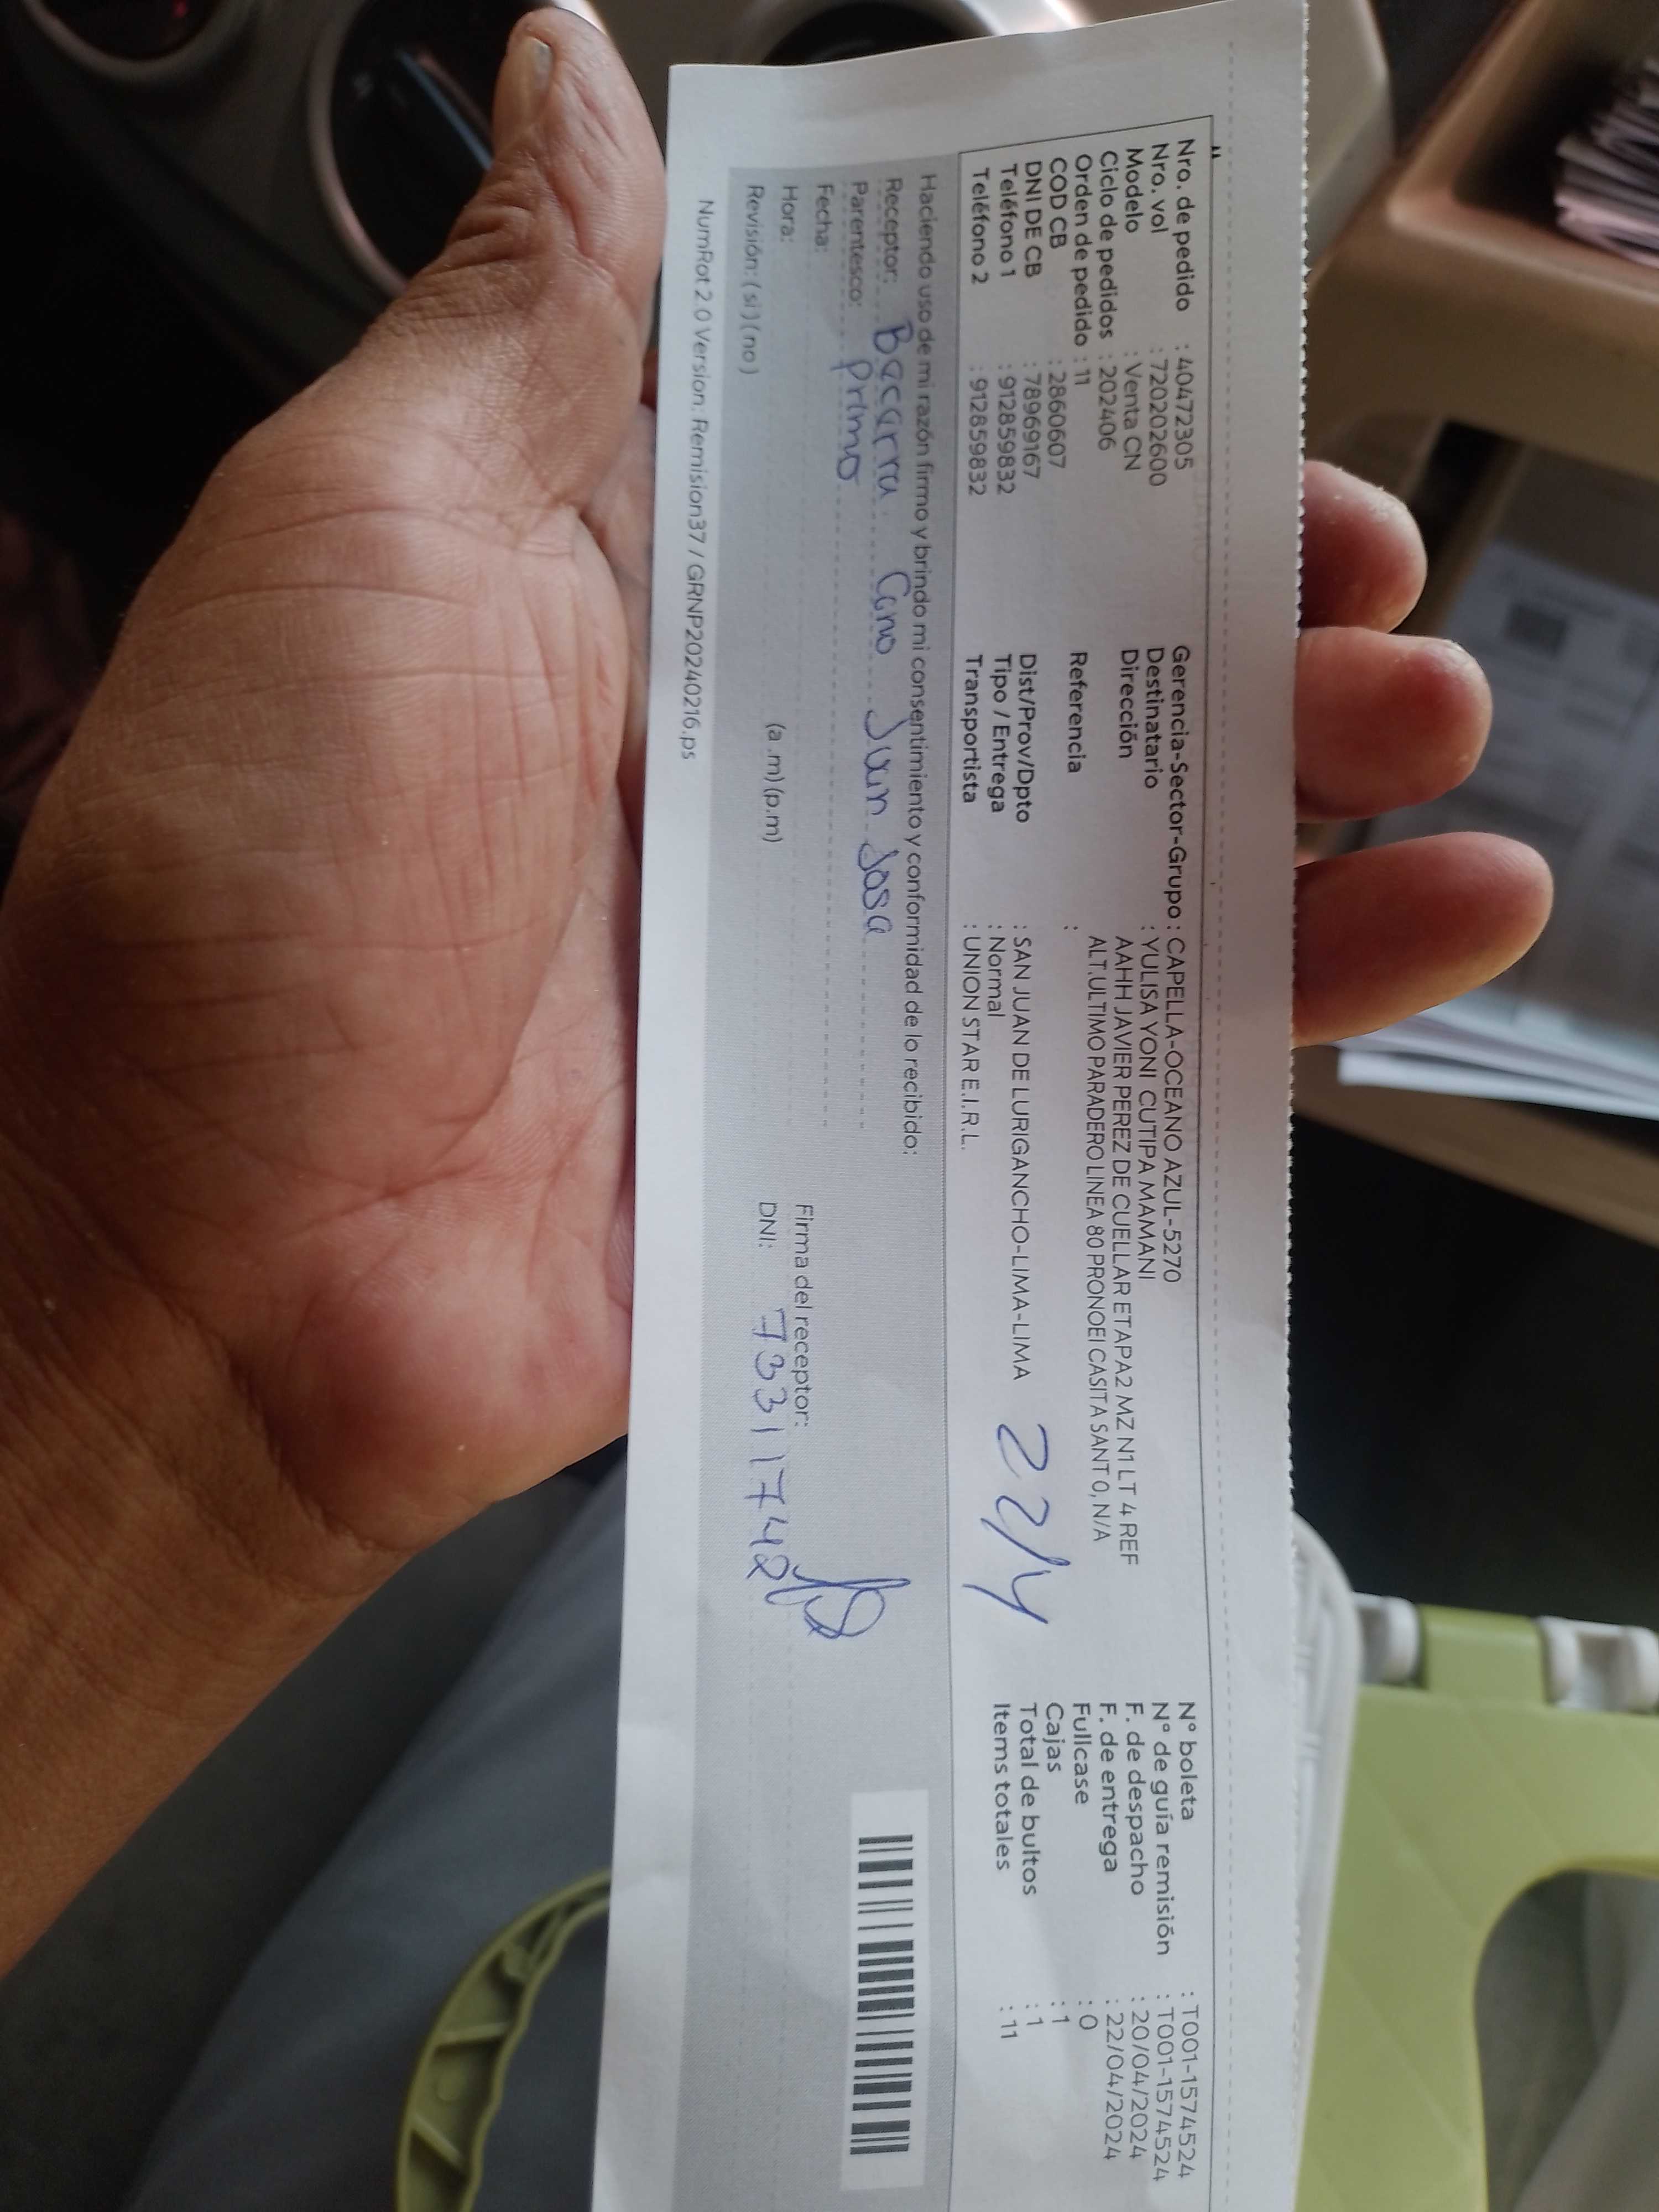 Nro. de pedido : 40472305
Nro. vol : 720202600
Modelo : Venta CN
Ciclo de pedidos : 202406
Orden de pedido : 11
COD CB : 2860607
DNI DE CB : 78969167
Teléfono 1 : 912859832
Teléfono 2 : 912859832
Gerencia-Sector-Grupo : CAPELLA-OCEANO AZUL-5270
Destinatario : YULISA YONI CUTIPA MAMANI
Dirección AAHH JAVIER PEREZ DE CUELLAR ETAPA2 MZ N1 LT 4 REF
ALT.ULTIMO PARADERO LINEA 80 PRONOEI CASITA SANT 0, N/A
Referencia :
Dist/Prov/Dpto : SAN JUAN DE LURIGANCHO-LIMA-LIMA
Tipo / Entrega : Normal
Transportista : UNION STAR E.I.R.L.
22/4
N° boleta : T001-1574524
N° de guía remisión : T001-1574524
F. de despacho : 20/04/2024
F. de entrega : 22/04/2024
Fullcase : 0
Cajas : 1
Total de bultos : 1
Items totales : 11
Haciendo uso de mi razón firmo y brindo mi consentimiento y conformidad de lo recibido:
Receptor: Becerra Cano Juan Jose
Parentesco: Primo
Fecha:
Hora: (a .m) (p.m)
Revisión: ( si ) ( no )
Firma del receptor:
DNI: 73311742
NumRot 2.0 Version: Remision37 / GRNP20240216.ps